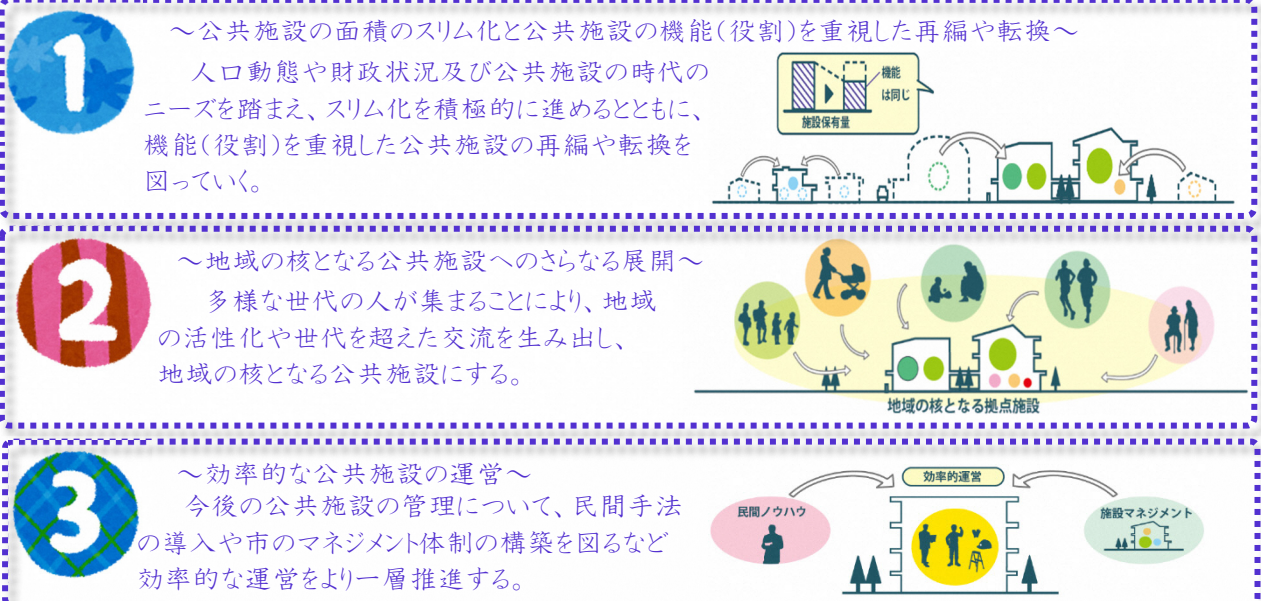 1
～公共施設の面積のスリム化と公共施設の機能(役割)を重視した再編や転換～
人口動態や財政状況及び公共施設の時代の
ニーズを踏まえ、スリム化を積極的に進めるとともに、
機能(役割)を重視した公共施設の再編や転換を
図っていく。
機能
は同じ
施設保有量
2
～地域の核となる公共施設へのさらなる展開～
多様な世代の人が集まることにより、地域
の活性化や世代を超えた交流を生み出し、
地域の核となる公共施設にする。
地域の核となる拠点施設
3
～効率的な公共施設の運営～
今後の公共施設の管理について、民間手法
の導入や市のマネジメント体制の構築を図るなど
効率的な運営をより一層推進する。
効率的運営
民間ノウハウ
施設マネジメント